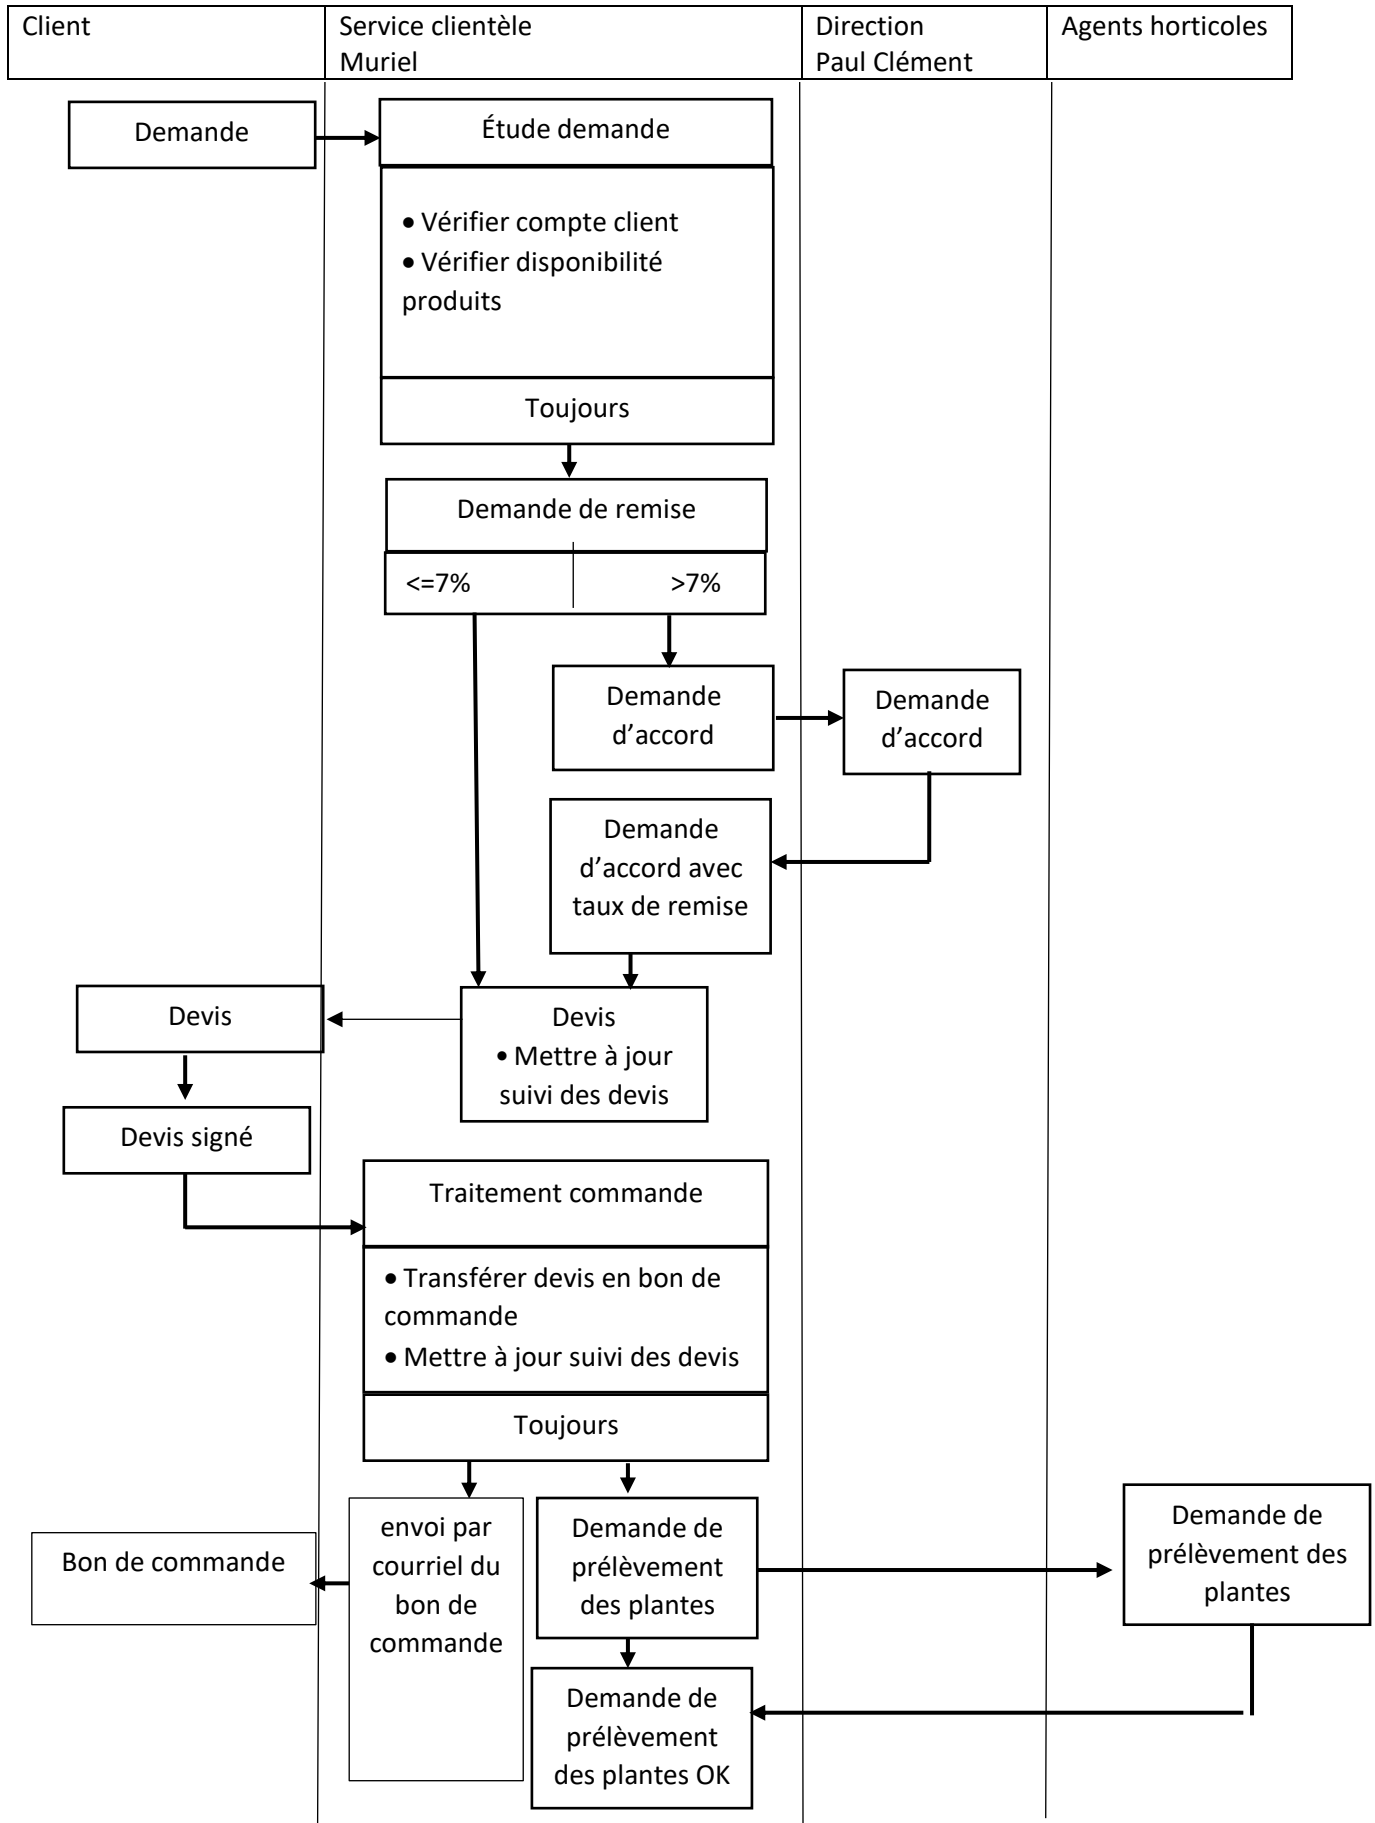 Client
Service clientèle
Muriel
Direction
Paul Clément
Agents horticoles
Demande
Étude demande
• Vérifier compte client
• Vérifier disponibilité
produits
Toujours
Demande de remise
<=7%
>7%
Demande
d’accord
Demande
d’accord
Demande
d’accord avec
taux de remise
Devis
Devis
• Mettre à jour
suivi des devis
Devis signé
Traitement commande
• Transférer devis en bon de
commande
• Mettre à jour suivi des devis
Toujours
Bon de commande
envoi par
courriel du
bon de
commande
Demande de
prélèvement
des plantes
Demande de
prélèvement des
plantes
Demande de
prélèvement
des plantes OK